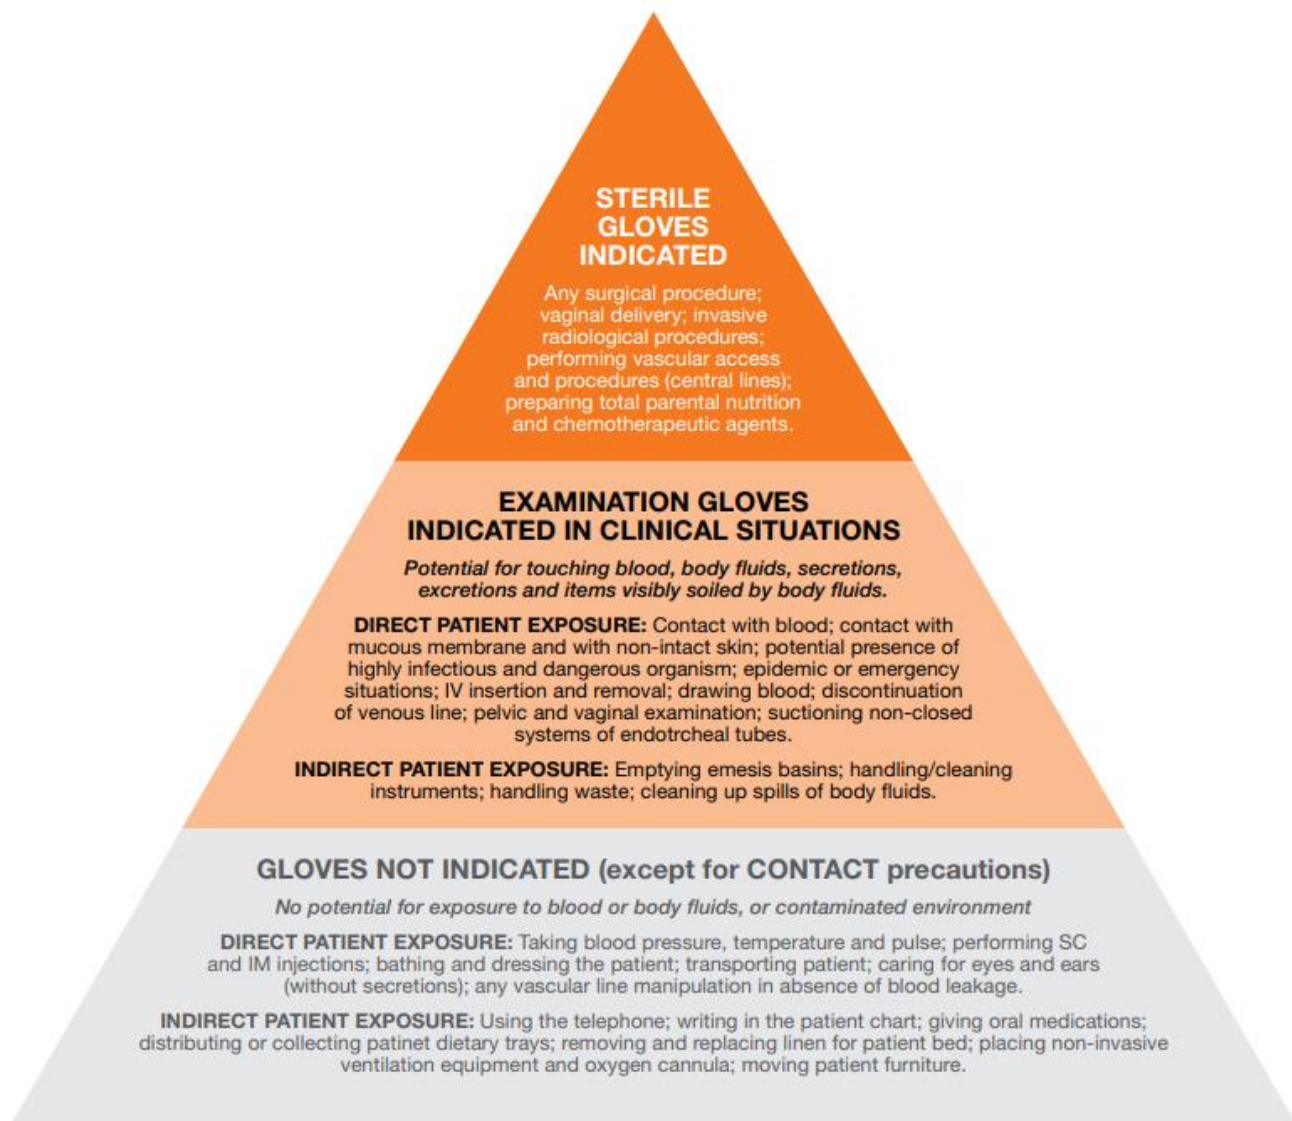 STERILE
GLOVES
INDICATED
Any surgical procedure;
vaginal delivery; invasive
radiological procedures;
performing vascular access
and procedures (central lines);
preparing total parental nutrition
and chemotherapeutic agents.
EXAMINATION GLOVES
INDICATED IN CLINICAL SITUATIONS
Potential for touching blood, body fluids, secretions,
excretions and items visibly soiled by body fluids.
DIRECT PATIENT EXPOSURE: Contact with blood; contact with
mucous membrane and with non-intact skin; potential presence of
highly infectious and dangerous organism; epidemic or emergency
situations; IV insertion and removal; drawing blood; discontinuation
of venous line; pelvic and vaginal examination; suctioning non-closed
systems of endotrcheal tubes.
INDIRECT PATIENT EXPOSURE: Emptying emesis basins; handling/cleaning
instruments; handling waste; cleaning up spills of body fluids.
GLOVES NOT INDICATED (except for CONTACT precautions)
No potential for exposure to blood or body fluids, or contaminated environment
DIRECT PATIENT EXPOSURE: Taking blood pressure, temperature and pulse; performing SC
and IM injections; bathing and dressing the patient; transporting patient; caring for eyes and ears
(without secretions); any vascular line manipulation in absence of blood leakage.
INDIRECT PATIENT EXPOSURE: Using the telephone; writing in the patient chart; giving oral medications;
distributing or collecting patinet dietary trays; removing and replacing linen for patient bed; placing non-invasive
ventilation equipment and oxygen cannula; moving patient furniture.